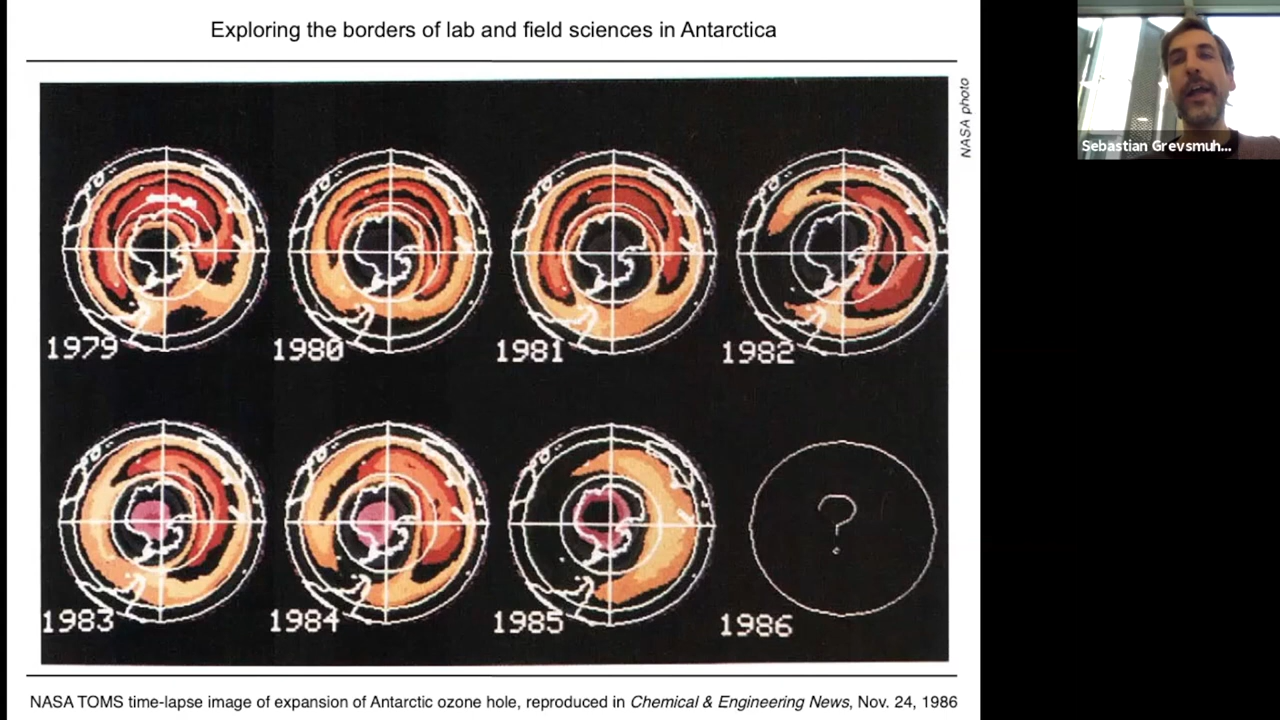 Exploring the borders of lab and field sciences in Antarctica
NASA photo
Sebastian Grevsmuh...
1979
1980
1981
1982
1983
1984
1985
?
1986
NASA TOMS time-lapse image of expansion of Antarctic ozone hole, reproduced in Chemical & Engineering News, Nov. 24, 1986